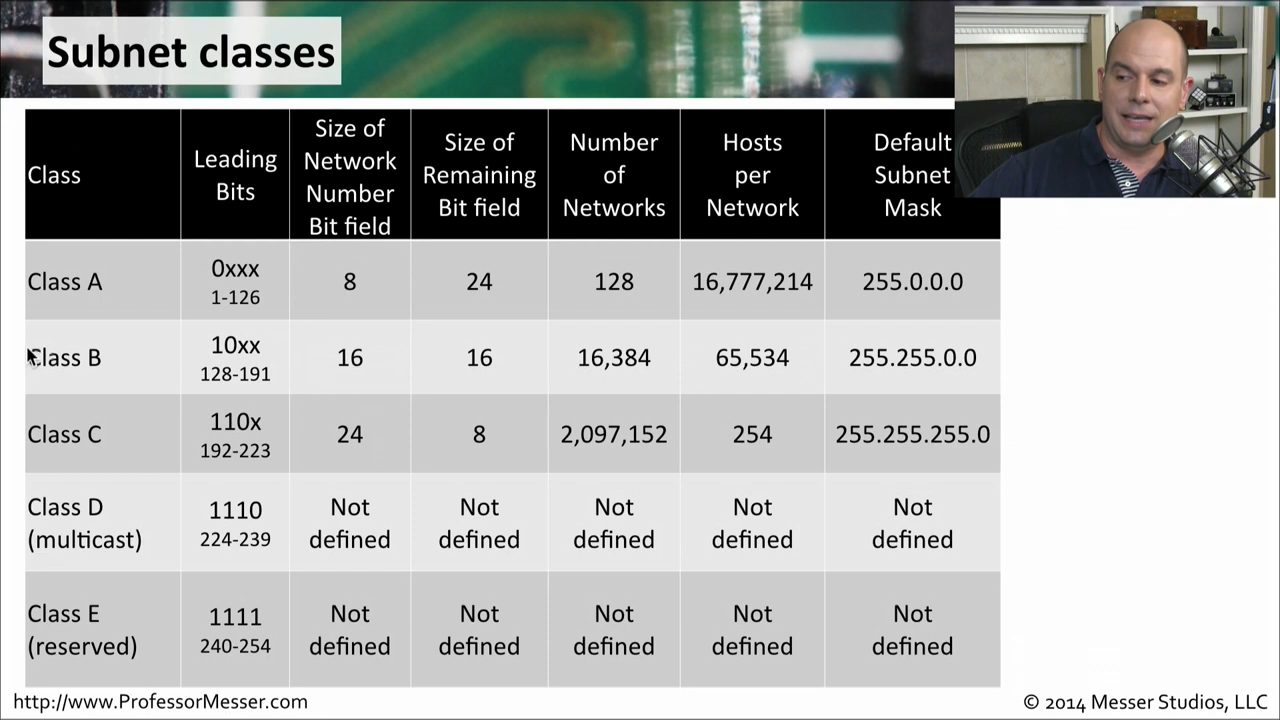 Subnet classes
Class
Leading
Bits
Size of
Network
Number
Bit field
Size of
Remaining
Bit field
Number
of
Networks
Hosts
per
Network
Default
Subnet
Mask
Class A
0xxx
1-126
8
24
128
16,777,214
255.0.0.0
Class B
10xx
128-191
16
16
16,384
65,534
255.255.0.0
Class C
110x
192-223
24
8
2,097,152
254
255.255.255.0
Class D
(multicast)
1110
224-239
Not
defined
Not
defined
Not
defined
Not
defined
Not
defined
Class E
(reserved)
1111
240-254
Not
defined
Not
defined
Not
defined
Not
defined
Not
defined
http://www.ProfessorMesser.com
© 2014 Messer Studios, LLC